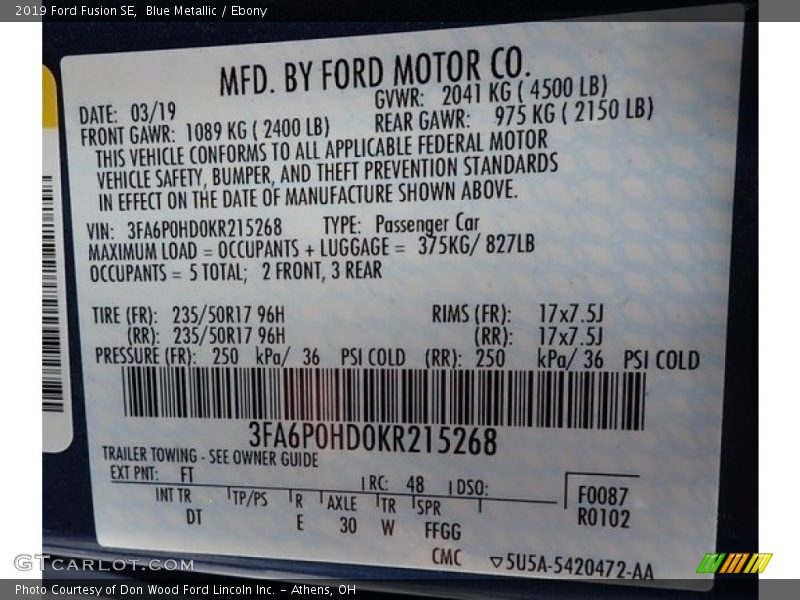 2019 Ford Fusion SE,  Blue Metallic / Ebony
MFD. BY FORD MOTOR CO.
DATE: 03/19 GVWR: 2041 KG ( 4500 LB)
FRONT GAWR: 1089 KG ( 2400 LB) REAR GAWR: 975 KG ( 2150 LB)
THIS VEHICLE CONFORMS TO ALL APPLICABLE FEDERAL MOTOR
VEHICLE SAFETY, BUMPER, AND THEFT PREVENTION STANDARDS
IN EFFECT ON THE DATE OF MANUFACTURE SHOWN ABOVE.
VIN: 3FA6P0HD0KR215268 TYPE: Passenger Car
MAXIMUM LOAD = OCCUPANTS + LUGGAGE = 375KG/ 827LB
OCCUPANTS = 5 TOTAL; 2 FRONT, 3 REAR
TIRE (FR): 235/50R17 96H RIMS (FR): 17x7.5J
(RR): 235/50R17 96H (RR): 17x7.5J
PRESSURE (FR): 250 kPa/ 36 PSI COLD (RR): 250 kPa/ 36 PSI COLD
3FA6P0HD0KR215268
TRAILER TOWING - SEE OWNER GUIDE
EXT PNT: FT RC: 48 DSO:
INT TR TP/PS R AXLE TR SPR F0087
DT E 30 W FFGG R0102
CMC ▽5U5A-5420472-AA
GTCarLot.com
Photo Courtesy of Don Wood Ford Lincoln Inc. – Athens, OH